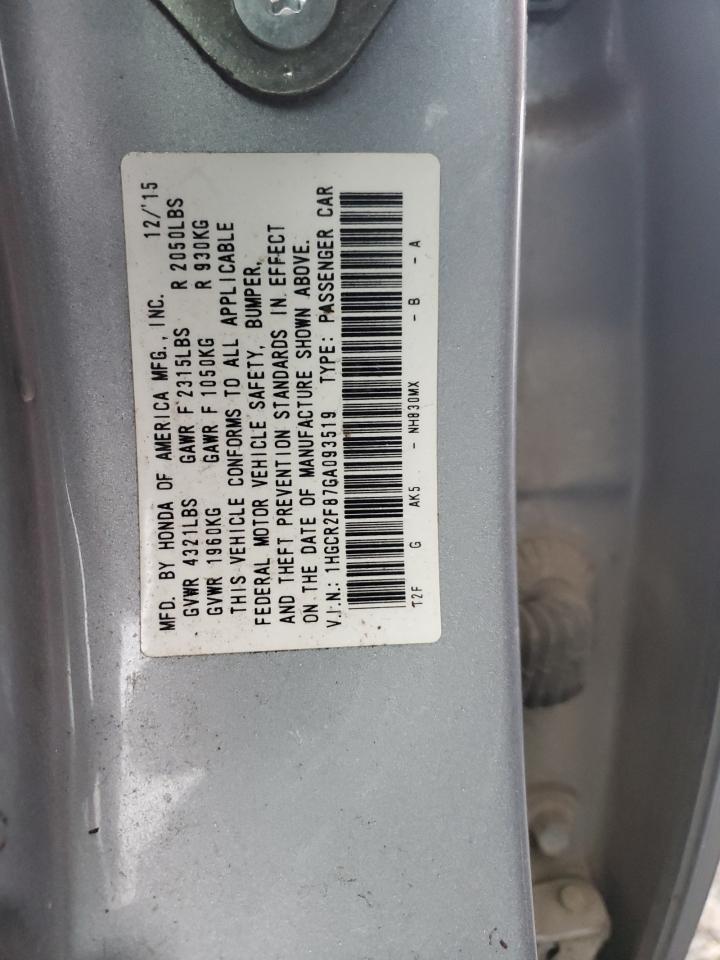 MFD. BY HONDA OF AMERICA MFG., INC. 12/'15
GVWR 4321LBS GAWR F 2315LBS R 2050LBS
GVWR 1960KG GAWR F 1050KG R 930KG
THIS VEHICLE CONFORMS TO ALL APPLICABLE
FEDERAL MOTOR VEHICLE SAFETY, BUMPER,
AND THEFT PREVENTION STANDARDS IN EFFECT
ON THE DATE OF MANUFACTURE SHOWN ABOVE.
V.I.N.: 1HGCR2F87GA093519 TYPE: PASSENGER CAR
T2F G AK5 - NH830MX - B - A